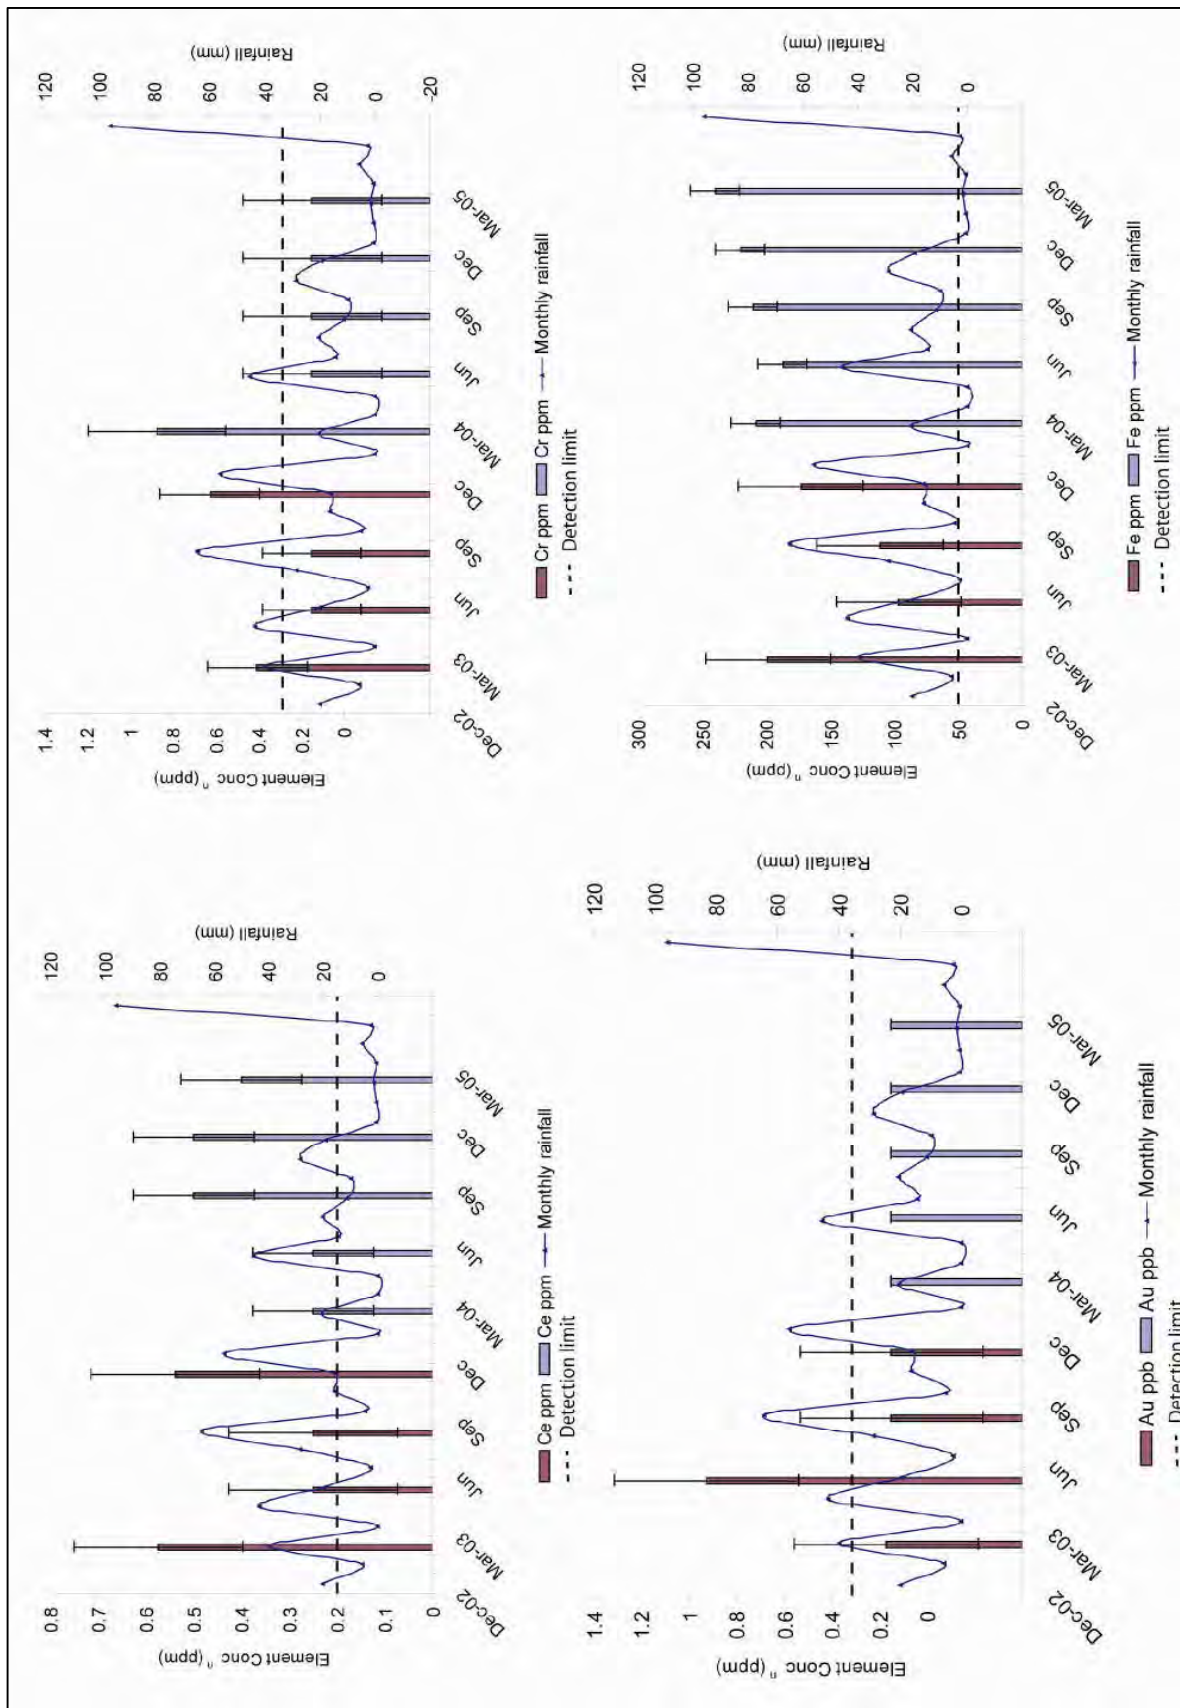 Element Conc ⁿ (ppm)
0.8
0.7
0.6
0.5
0.4
0.3
0.2
0.1
0
120
100
80
60
40
20
0
Rainfall (mm)
Dec-02
Mar-03
Jun
Sep
Dec
Mar-04
Jun
Sep
Dec
Mar-05
Ce ppm Ce ppm Monthly rainfall
Detection limit
Element Conc ⁿ (ppm)
1.4
1.2
1
0.8
0.6
0.4
0.2
0
120
100
80
60
40
20
0
-20
Rainfall (mm)
Dec-02
Mar-03
Jun
Sep
Dec
Mar-04
Jun
Sep
Dec
Mar-05
Cr ppm Cr ppm Monthly rainfall
Detection limit
Element Conc ⁿ (ppm)
1.4
1.2
1
0.8
0.6
0.4
0.2
0
120
100
80
60
40
20
0
Rainfall (mm)
Dec-02
Mar-03
Jun
Sep
Dec
Mar-04
Jun
Sep
Dec
Mar-05
Au ppb Au ppb Monthly rainfall
Detection limit
Element Conc ⁿ (ppm)
300
250
200
150
100
50
0
120
100
80
60
40
20
0
Rainfall (mm)
Dec-02
Mar-03
Jun
Sep
Dec
Mar-04
Jun
Sep
Dec
Mar-05
Fe ppm Fe ppm Monthly rainfall
Detection limit